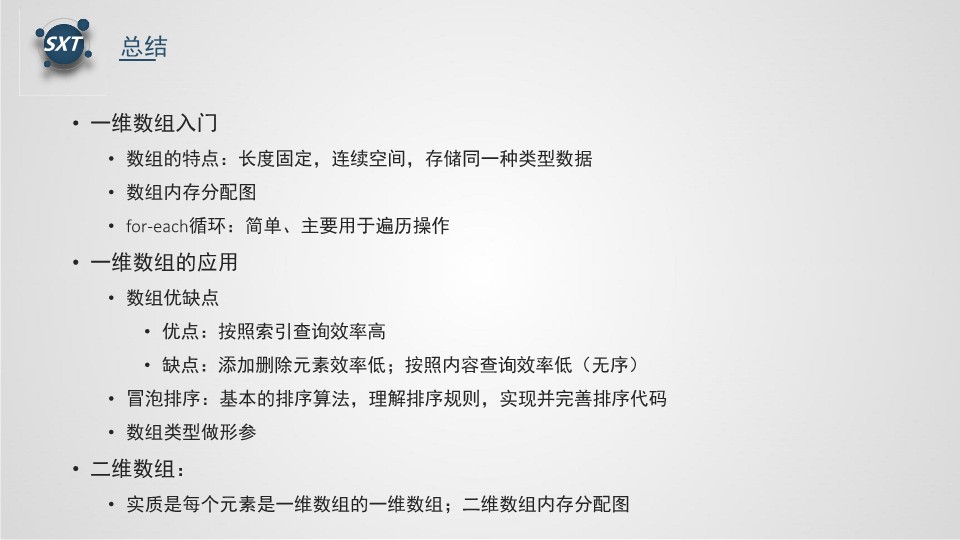 SXT
总结
• 一维数组入门
• 数组的特点：长度固定，连续空间，存储同一种类型数据
• 数组内存分配图
• for-each循环：简单、主要用于遍历操作
• 一维数组的应用
• 数组优缺点
• 优点：按照索引查询效率高
• 缺点：添加删除元素效率低；按照内容查询效率低（无序）
• 冒泡排序：基本的排序算法，理解排序规则，实现并完善排序代码
• 数组类型做形参
• 二维数组：
• 实质是每个元素是一维数组的一维数组；二维数组内存分配图